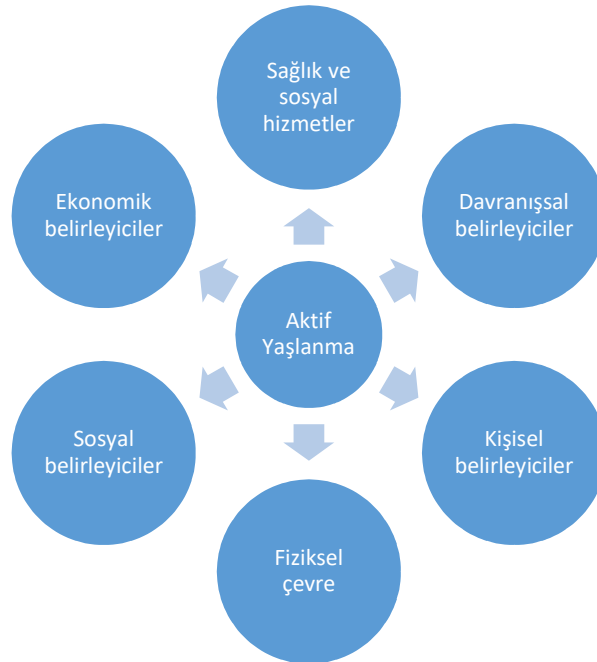 Sağlık ve
sosyal
hizmetler
Ekonomik
belirleyiciler
Davranışsal
belirleyiciler
Aktif
Yaşlanma
Sosyal
belirleyiciler
Kişisel
belirleyiciler
Fiziksel
çevre